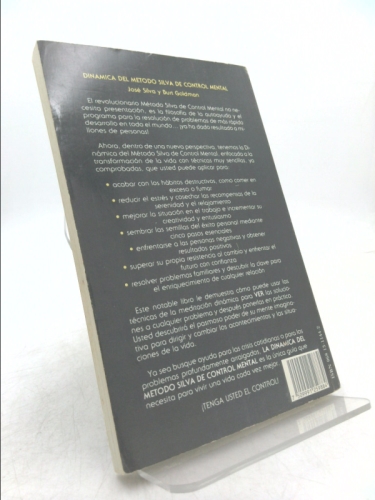 DINAMICA DEL METODO SILVA DE CONTROL MENTAL
José Silva y Burt Goldman
El revolucionario Método Silva de Control Mental no ne-
cesita presentación, es la filosofía de la autoayuda y el
programa para la resolución de problemas de más rápido
desarrollo en todo el mundo... ¡ya ha dado resultado a mi-
llones de personas!
Ahora, dentro de una nueva perspectiva, tenemos la Di-
námica del Método Silva de Control Mental, enfocada a la
transformación de la vida con técnicas muy sencillas, ya
comprobadas, que usted puede aplicar para:
• acabar con los hábitos destructivos, como comer en
exceso o fumar
• reducir el estrés y cosechar las recompensas de la
serenidad y el relajamiento
• mejorar la situación en el trabajo e incrementar su
creatividad y entusiasmo
• sembrar las semillas del éxito personal mediante
cinco pasos esenciales
• enfrentarse a las personas negativas y obtener
resultados positivos
• superar su propia resistencia al cambio y enfrentar el
futuro con confianza
• resolver problemas familiares y descubrir la clave para
el enriquecimiento de cualquier relación
Este notable libro le demuestra cómo puede usar las
técnicas de la meditación dinámica para VER las solucio-
nes a cualquier problema y después ponerlas en práctica.
Usted descubrirá el pasmoso poder de su mente imagina-
tiva para dirigir y cambiar los acontecimientos y las situa-
ciones de la vida.
Ya sea que busque ayuda para las crisis cotidianas o para los
problemas profundamente arraigados, LA DINAMICA DEL
METODO SILVA DE CONTROL MENTAL es la única guía que
necesita para vivir una vida cada vez mejor.
¡TENGA USTED EL CONTROL!